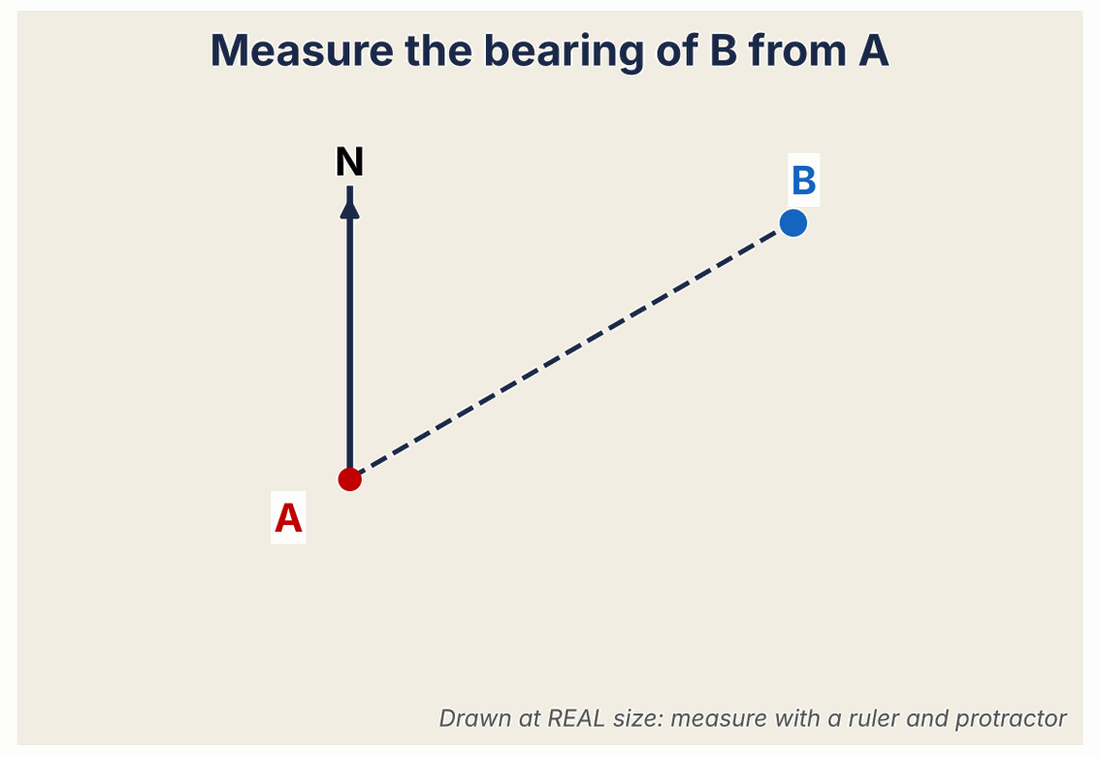 Measure the bearing of B from A
N
B
A
Drawn at REAL size: measure with a ruler and protractor